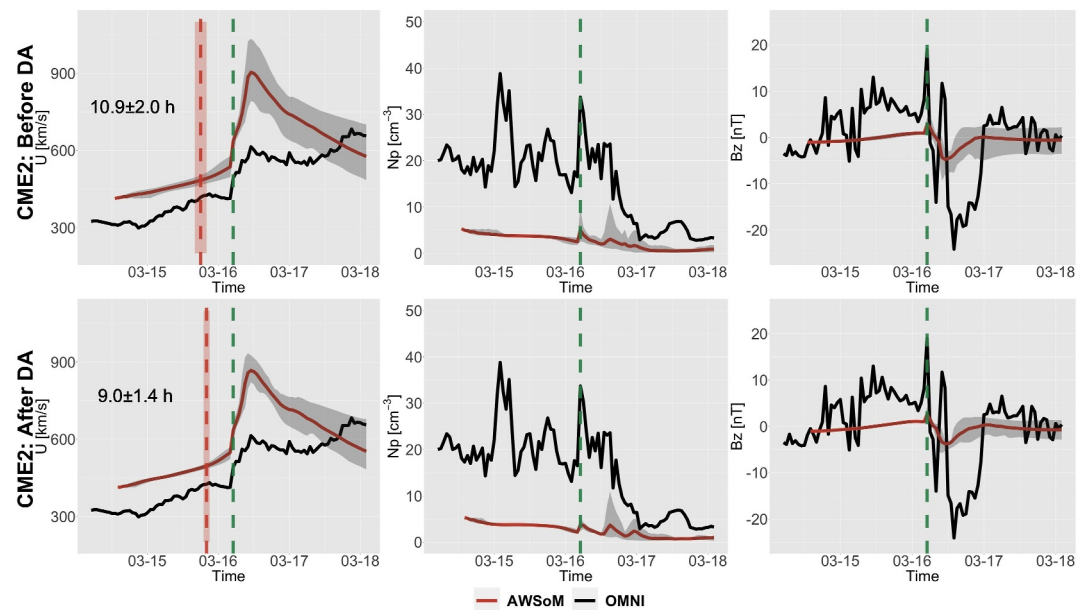 CME2: Before DA
U [km/s]
900
600
300
10.9±2.0 h
03-15 03-16 03-17 03-18
Time
Np [cm⁻³]
50
40
30
20
10
0
03-15 03-16 03-17 03-18
Time
Bz [nT]
20
10
0
-10
-20
03-15 03-16 03-17 03-18
Time
CME2: After DA
U [km/s]
900
600
300
9.0±1.4 h
03-15 03-16 03-17 03-18
Time
Np [cm⁻³]
50
40
30
20
10
0
03-15 03-16 03-17 03-18
Time
Bz [nT]
20
10
0
-10
-20
03-15 03-16 03-17 03-18
Time
AWSoM OMNI